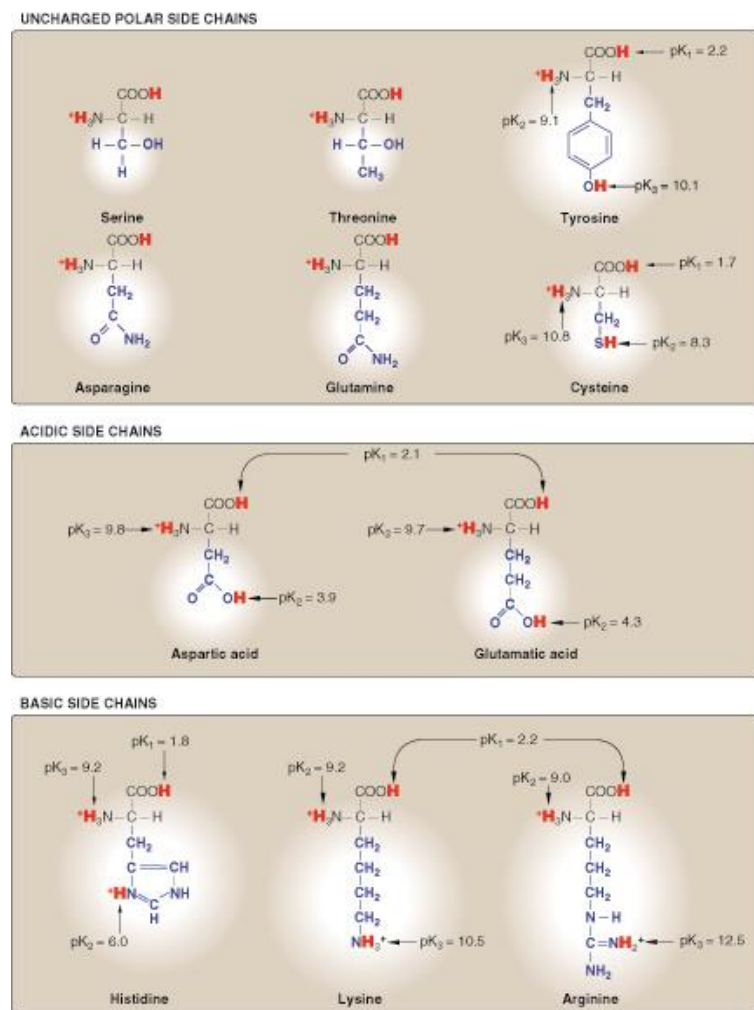 UNCHARGED POLAR SIDE CHAINS
COOH
⁺H₃N–C–H
H–C–OH
H
Serine
COOH
⁺H₃N–C–H
H–C–OH
CH₃
Threonine
COOH
pK₁ = 2.2
⁺H₃N–C–H
CH₂
pK₂ = 9.1
OH
pK₃ = 10.1
Tyrosine
COOH
⁺H₃N–C–H
CH₂
C
O
NH₂
Asparagine
COOH
⁺H₃N–C–H
CH₂
CH₂
C
O
NH₂
Glutamine
COOH
pK₁ = 1.7
⁺H₃N–C–H
CH₂
pK₃ = 10.8
SH
pK₂ = 8.3
Cysteine
ACIDIC SIDE CHAINS
pK₁ = 2.1
COOH
pK₃ = 9.8
⁺H₃N–C–H
CH₂
C
O
OH
pK₂ = 3.9
Aspartic acid
COOH
pK₃ = 9.7
⁺H₃N–C–H
CH₂
CH₂
C
O
OH
pK₂ = 4.3
Glutamatic acid
BASIC SIDE CHAINS
pK₁ = 1.8
pK₃ = 9.2
COOH
⁺H₃N–C–H
CH₂
C=CH
⁺HN
NH
C
H
pK₂ = 6.0
Histidine
pK₁ = 2.2
pK₂ = 9.2
COOH
⁺H₃N–C–H
CH₂
CH₂
CH₂
CH₂
NH₃⁺
pK₃ = 10.5
Lysine
pK₂ = 9.0
COOH
⁺H₃N–C–H
CH₂
CH₂
CH₂
N–H
C=NH₂⁺
pK₃ = 12.5
NH₂
Arginine